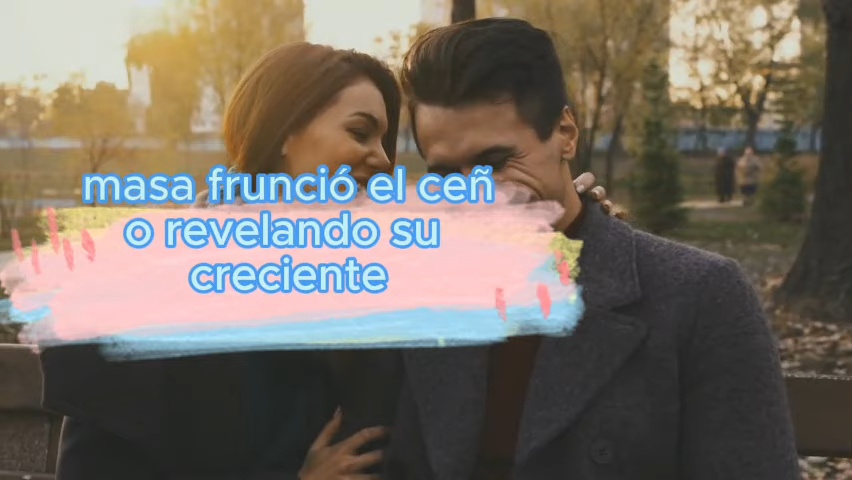 masa frunció el ceñ
o revelando su
creciente